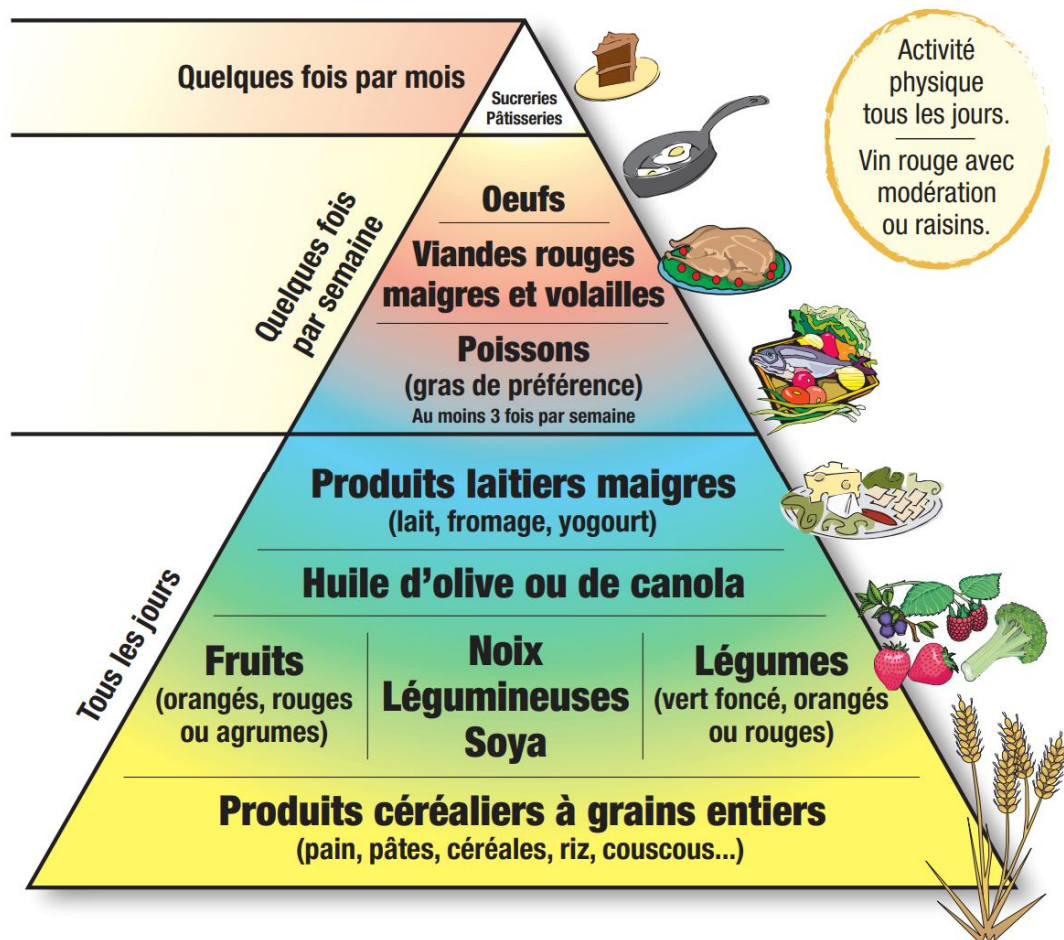 Quelques fois par mois
Sucreries
Pâtisseries
Activité
physique
tous les jours.
Vin rouge avec
modération
ou raisins.
Quelques fois
par semaine
Oeufs
Viandes rouges
maigres et volailles
Poissons
(gras de préférence)
Au moins 3 fois par semaine
Tous les jours
Produits laitiers maigres
(lait, fromage, yogourt)
Huile d’olive ou de canola
Fruits
(orangés, rouges
ou agrumes)
Noix
Légumineuses
Soya
Légumes
(vert foncé, orangés
ou rouges)
Produits céréaliers à grains entiers
(pain, pâtes, céréales, riz, couscous...)